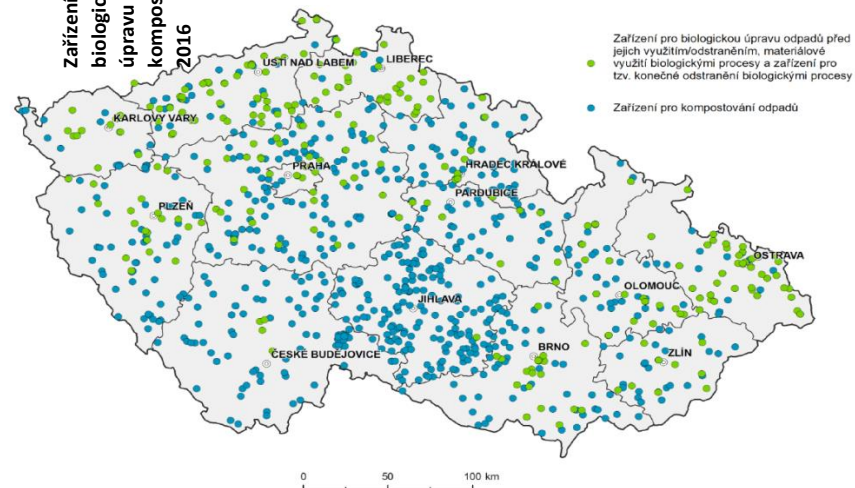 Zařízení
biologic
úpravu
kompos
2016
Zařízení pro biologickou úpravu odpadů před
jejich využitím/odstraněním, materiálové
využití biologickými procesy a zařízení pro
tzv. konečné odstranění biologickými procesy
Zařízení pro kompostování odpadů
ÚSTÍ NAD LABEM
LIBEREC
KARLOVY VARY
PRAHA
HRADEC KRÁLOVÉ
PARDUBICE
PLZEŇ
OSTRAVA
OLOMOUC
JIHLAVA
BRNO
ZLÍN
ČESKÉ BUDĚJOVICE
0 50 100 km